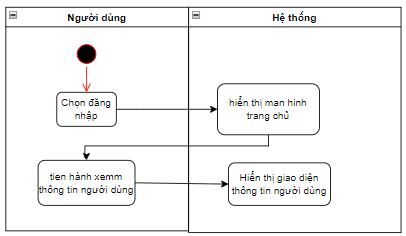 Người dùng
Hệ thống
Chọn đăng
nhập
hiển thị man hinh
trang chủ
tien hành xemm
thông tin người dùng
Hiển thị giao diện
thông tin người dùng